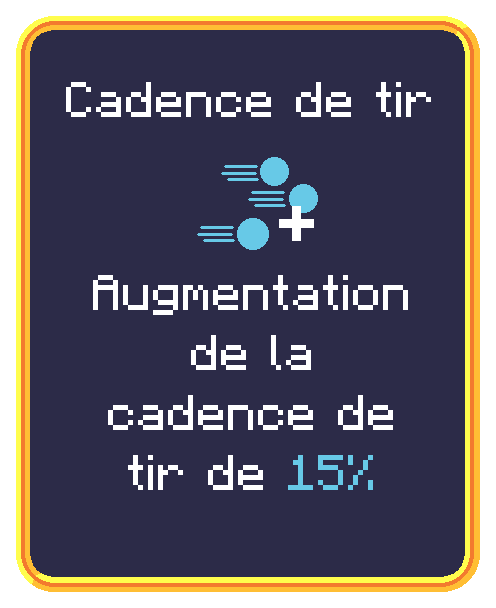 Cadence de tir
Augmentation
de la
cadence de
tir de 15%